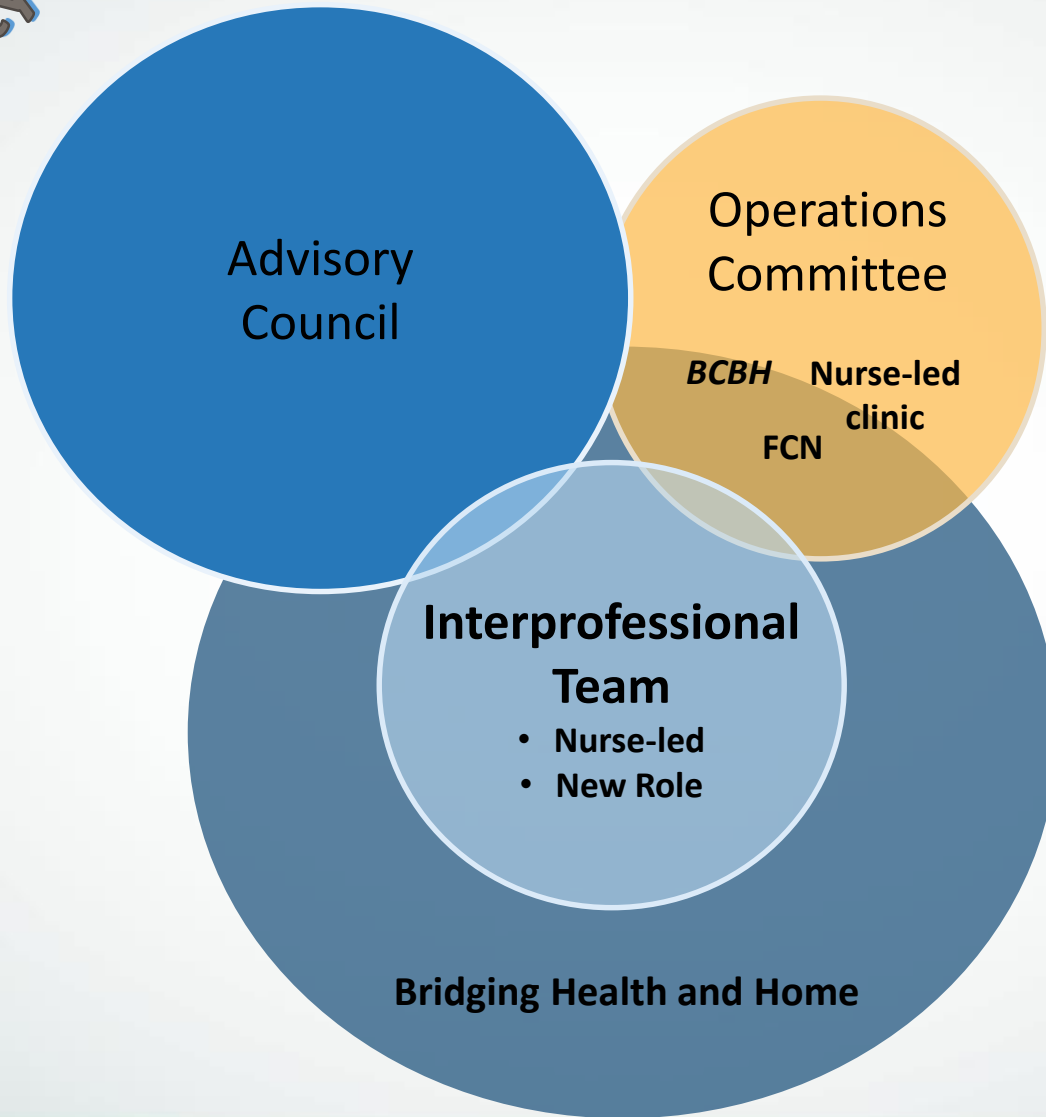 Advisory
Council
Operations
Committee
BCBH
Nurse-led
clinic
FCN
Interprofessional
Team
• Nurse-led
• New Role
Bridging Health and Home